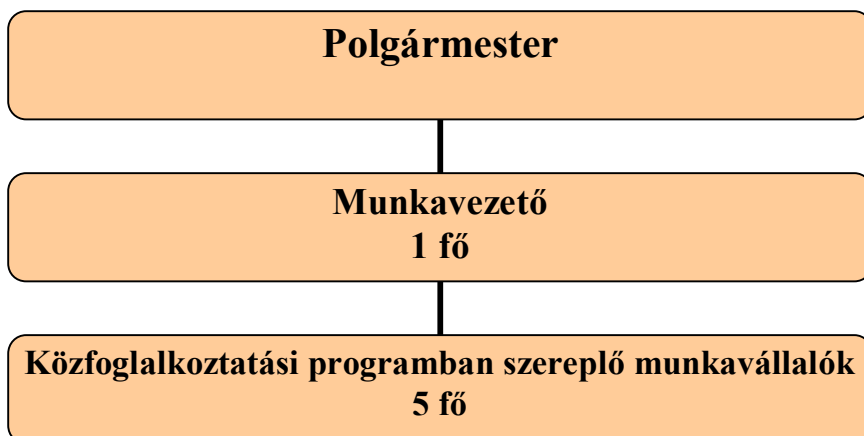 Polgármester
Munkavezető
1 fő
Közfoglalkoztatási programban szereplő munkavállalók
5 fő